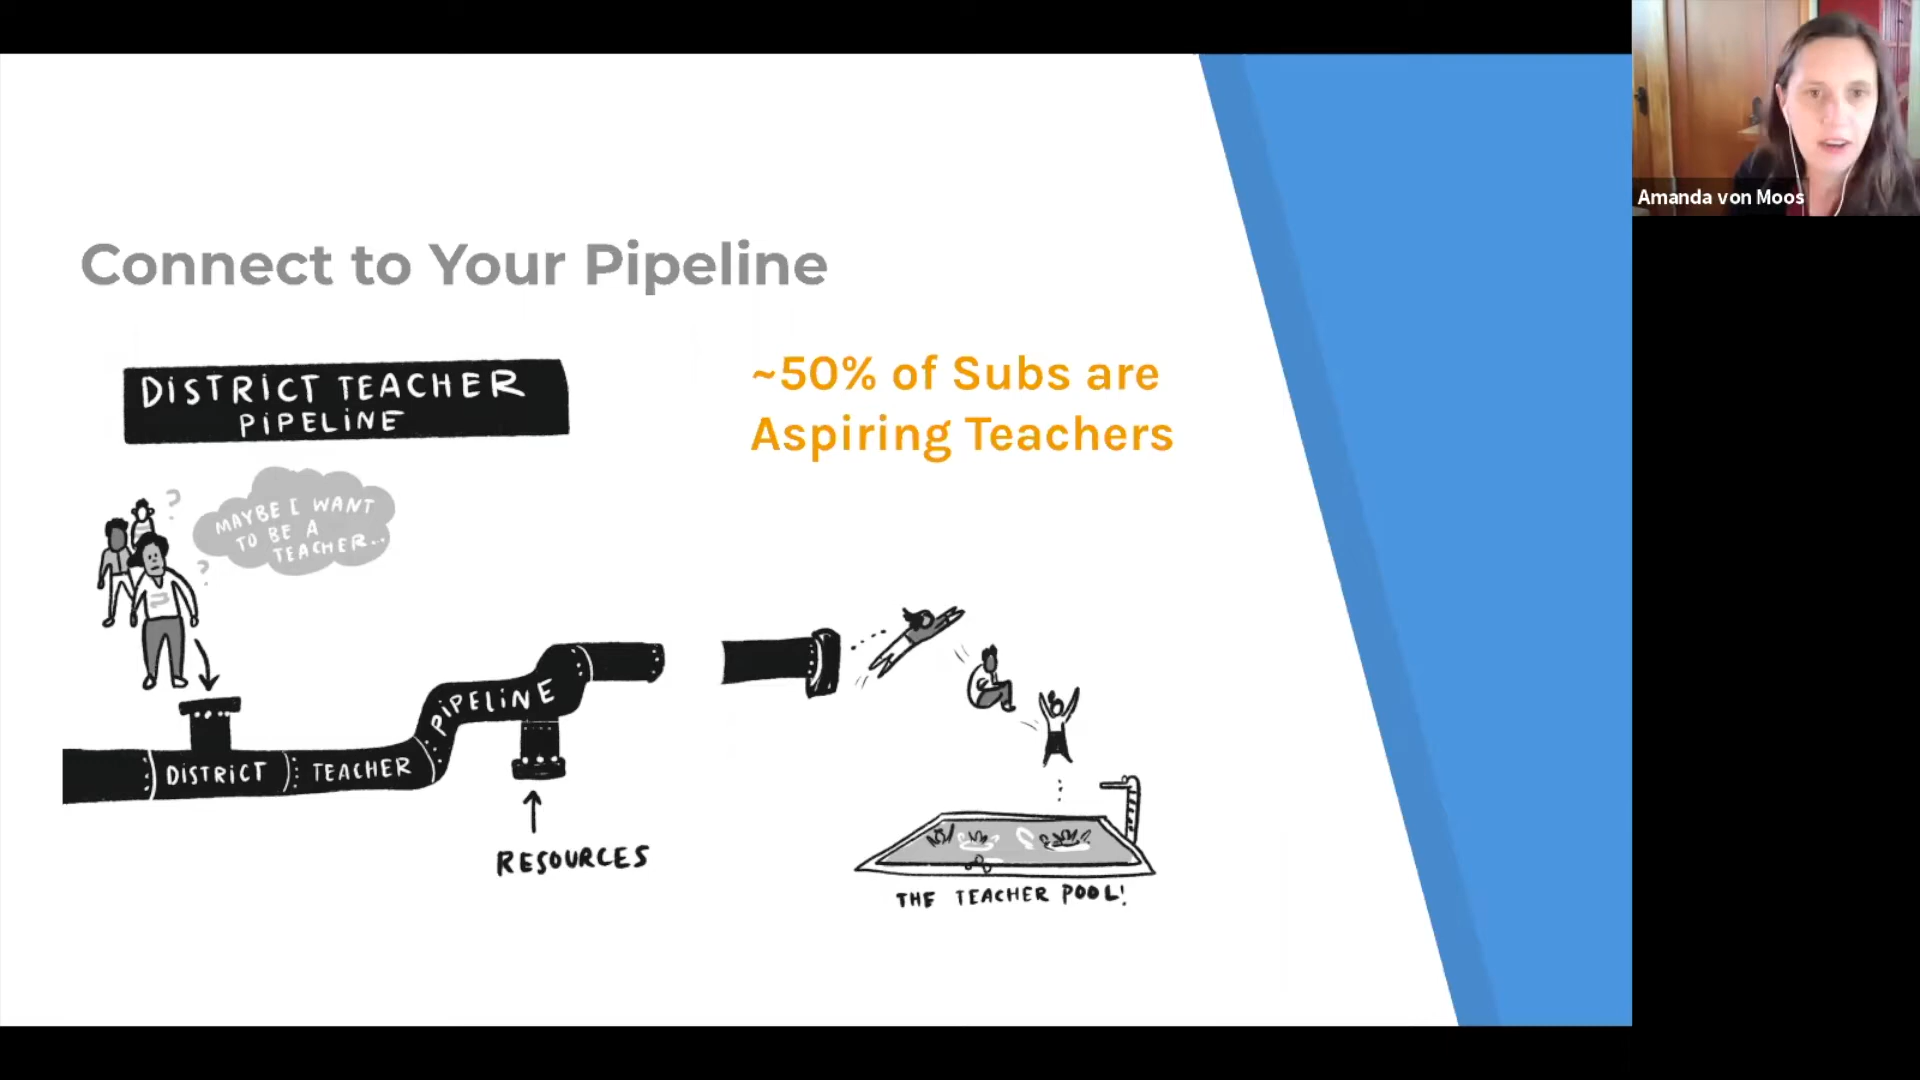 Connect to Your Pipeline
DISTRICT TEACHER
PIPELINE
~50% of Subs are
Aspiring Teachers
?
MAYBE I WANT
TO BE A
TEACHER...
?
DISTRICT
TEACHER
PIPELINE
RESOURCES
THE TEACHER POOL!
Amanda von Moos